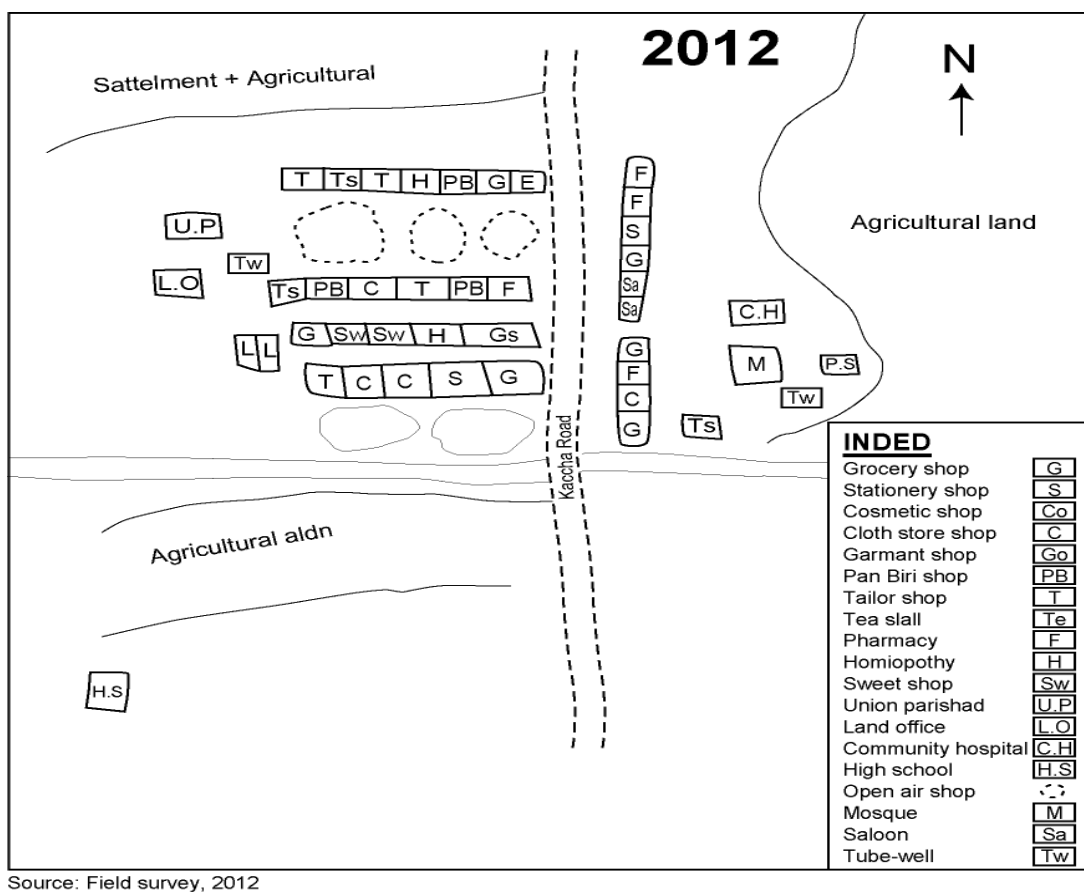 2012
N
Sattelment + Agricultural
T Ts T H PB G E
F
F
S
G
Sa
Sa
U.P
Agricultural land
Tw
L.O
Ts PB C T PB F
C.H
G Sw Sw H Gs
L L
G
F
C
G
M
P.S
Tw
T C C S G
Ts
Kaccha Road
Agricultural aldn
H.S
INDED
Grocery shop G
Stationery shop S
Cosmetic shop Co
Cloth store shop C
Garmant shop Go
Pan Biri shop PB
Tailor shop T
Tea slall Te
Pharmacy F
Homiopothy H
Sweet shop Sw
Union parishad U.P
Land office L.O
Community hospital C.H
High school H.S
Open air shop
Mosque M
Saloon Sa
Tube-well Tw
Source: Field survey, 2012